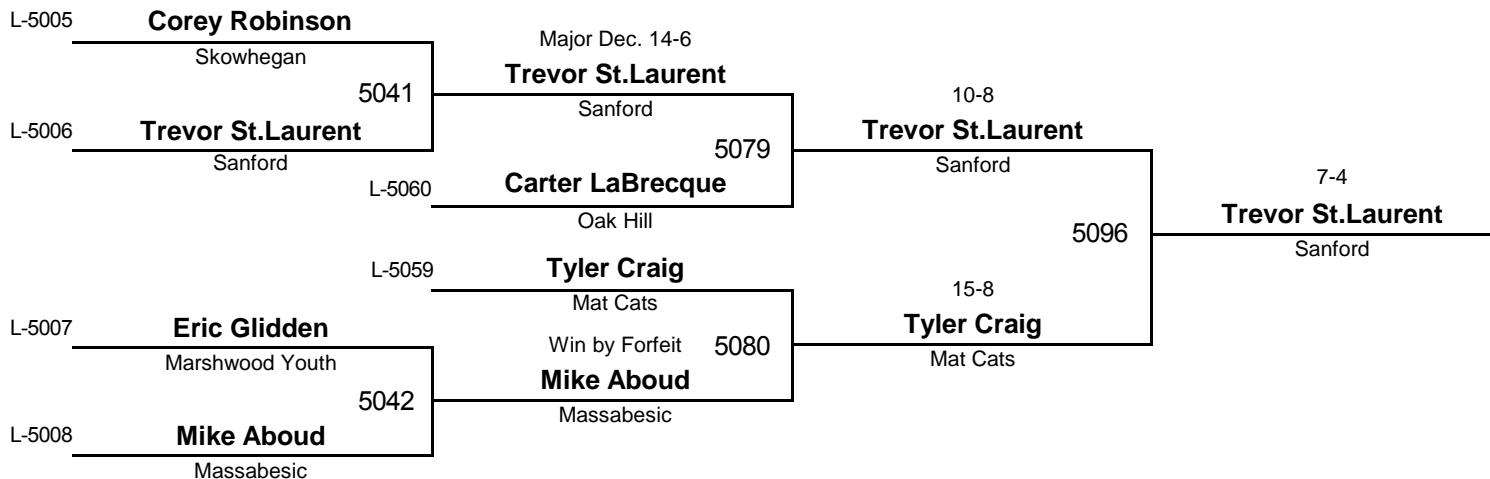 L-5005
Corey Robinson
Skowhegan
5041
L-5006
Trevor St.Laurent
Sanford
Major Dec. 14-6
Trevor St.Laurent
Sanford
5079
L-5060
Carter LaBrecque
Oak Hill
10-8
Trevor St.Laurent
Sanford
5096
7-4
Trevor St.Laurent
Sanford
L-5059
Tyler Craig
Mat Cats
5080
15-8
Tyler Craig
Mat Cats
L-5007
Eric Glidden
Marshwood Youth
5042
L-5008
Mike Aboud
Massabesic
Win by Forfeit
Mike Aboud
Massabesic